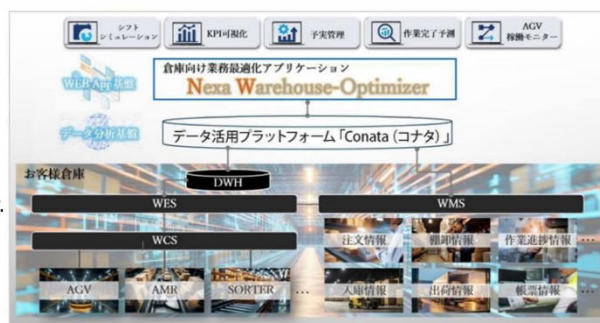 シフト
シミュレーション
KPI可視化
予実管理
作業完了予測
AGV
稼働モニター
WEB App基盤
倉庫向け業務最適化アプリケーション
Nexa Warehouse-Optimizer
データ分析基盤
データ活用プラットフォーム「Conata（コナタ）」
お客様倉庫
DWH
WES
WMS
WCS
注文情報
棚卸情報
作業進捗情報
…
AGV
AMR
SORTER
…
入庫情報
出荷情報
帳票情報
…